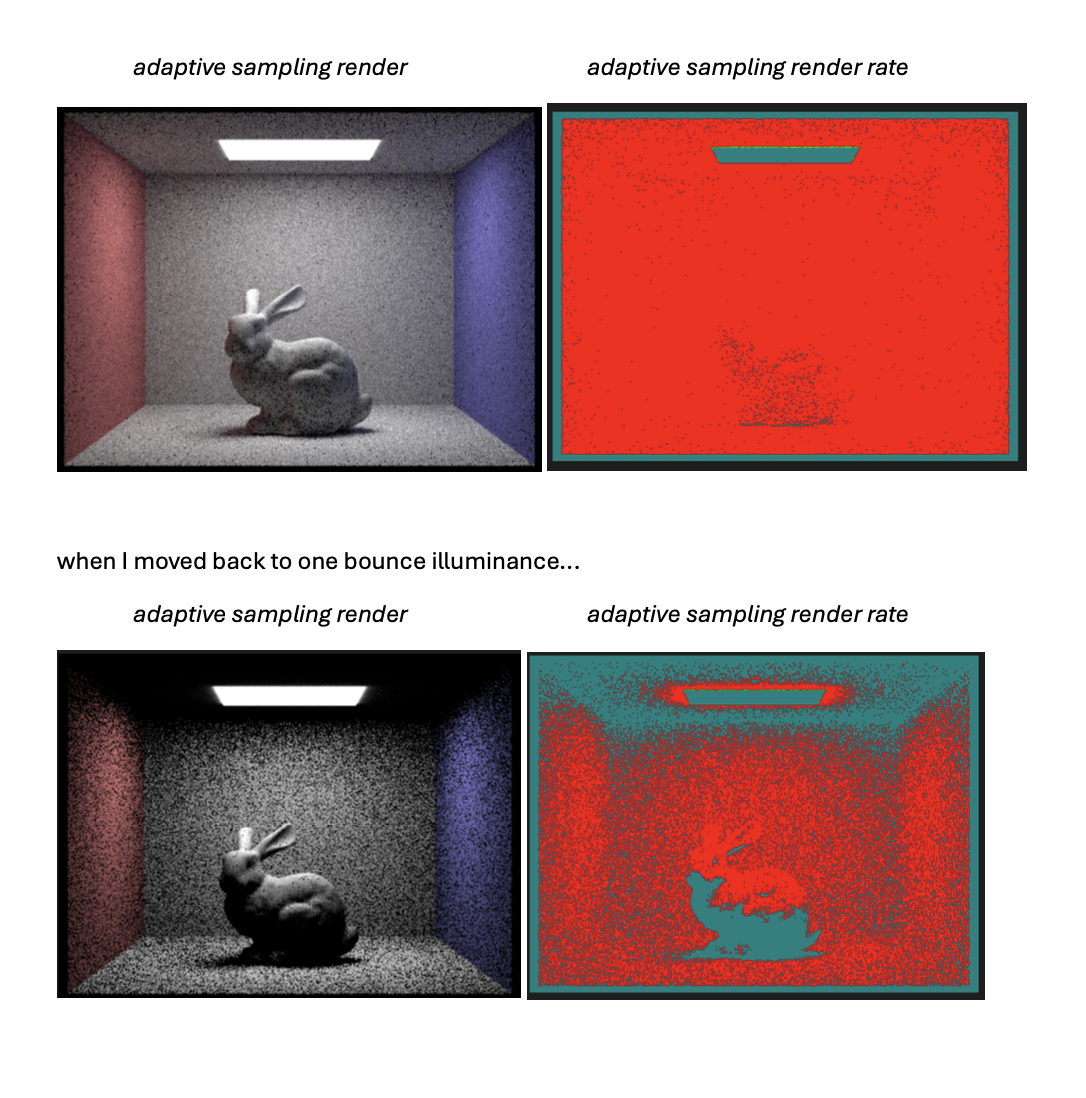 adaptive sampling render
adaptive sampling render rate
when I moved back to one bounce illuminance...
adaptive sampling render
adaptive sampling render rate